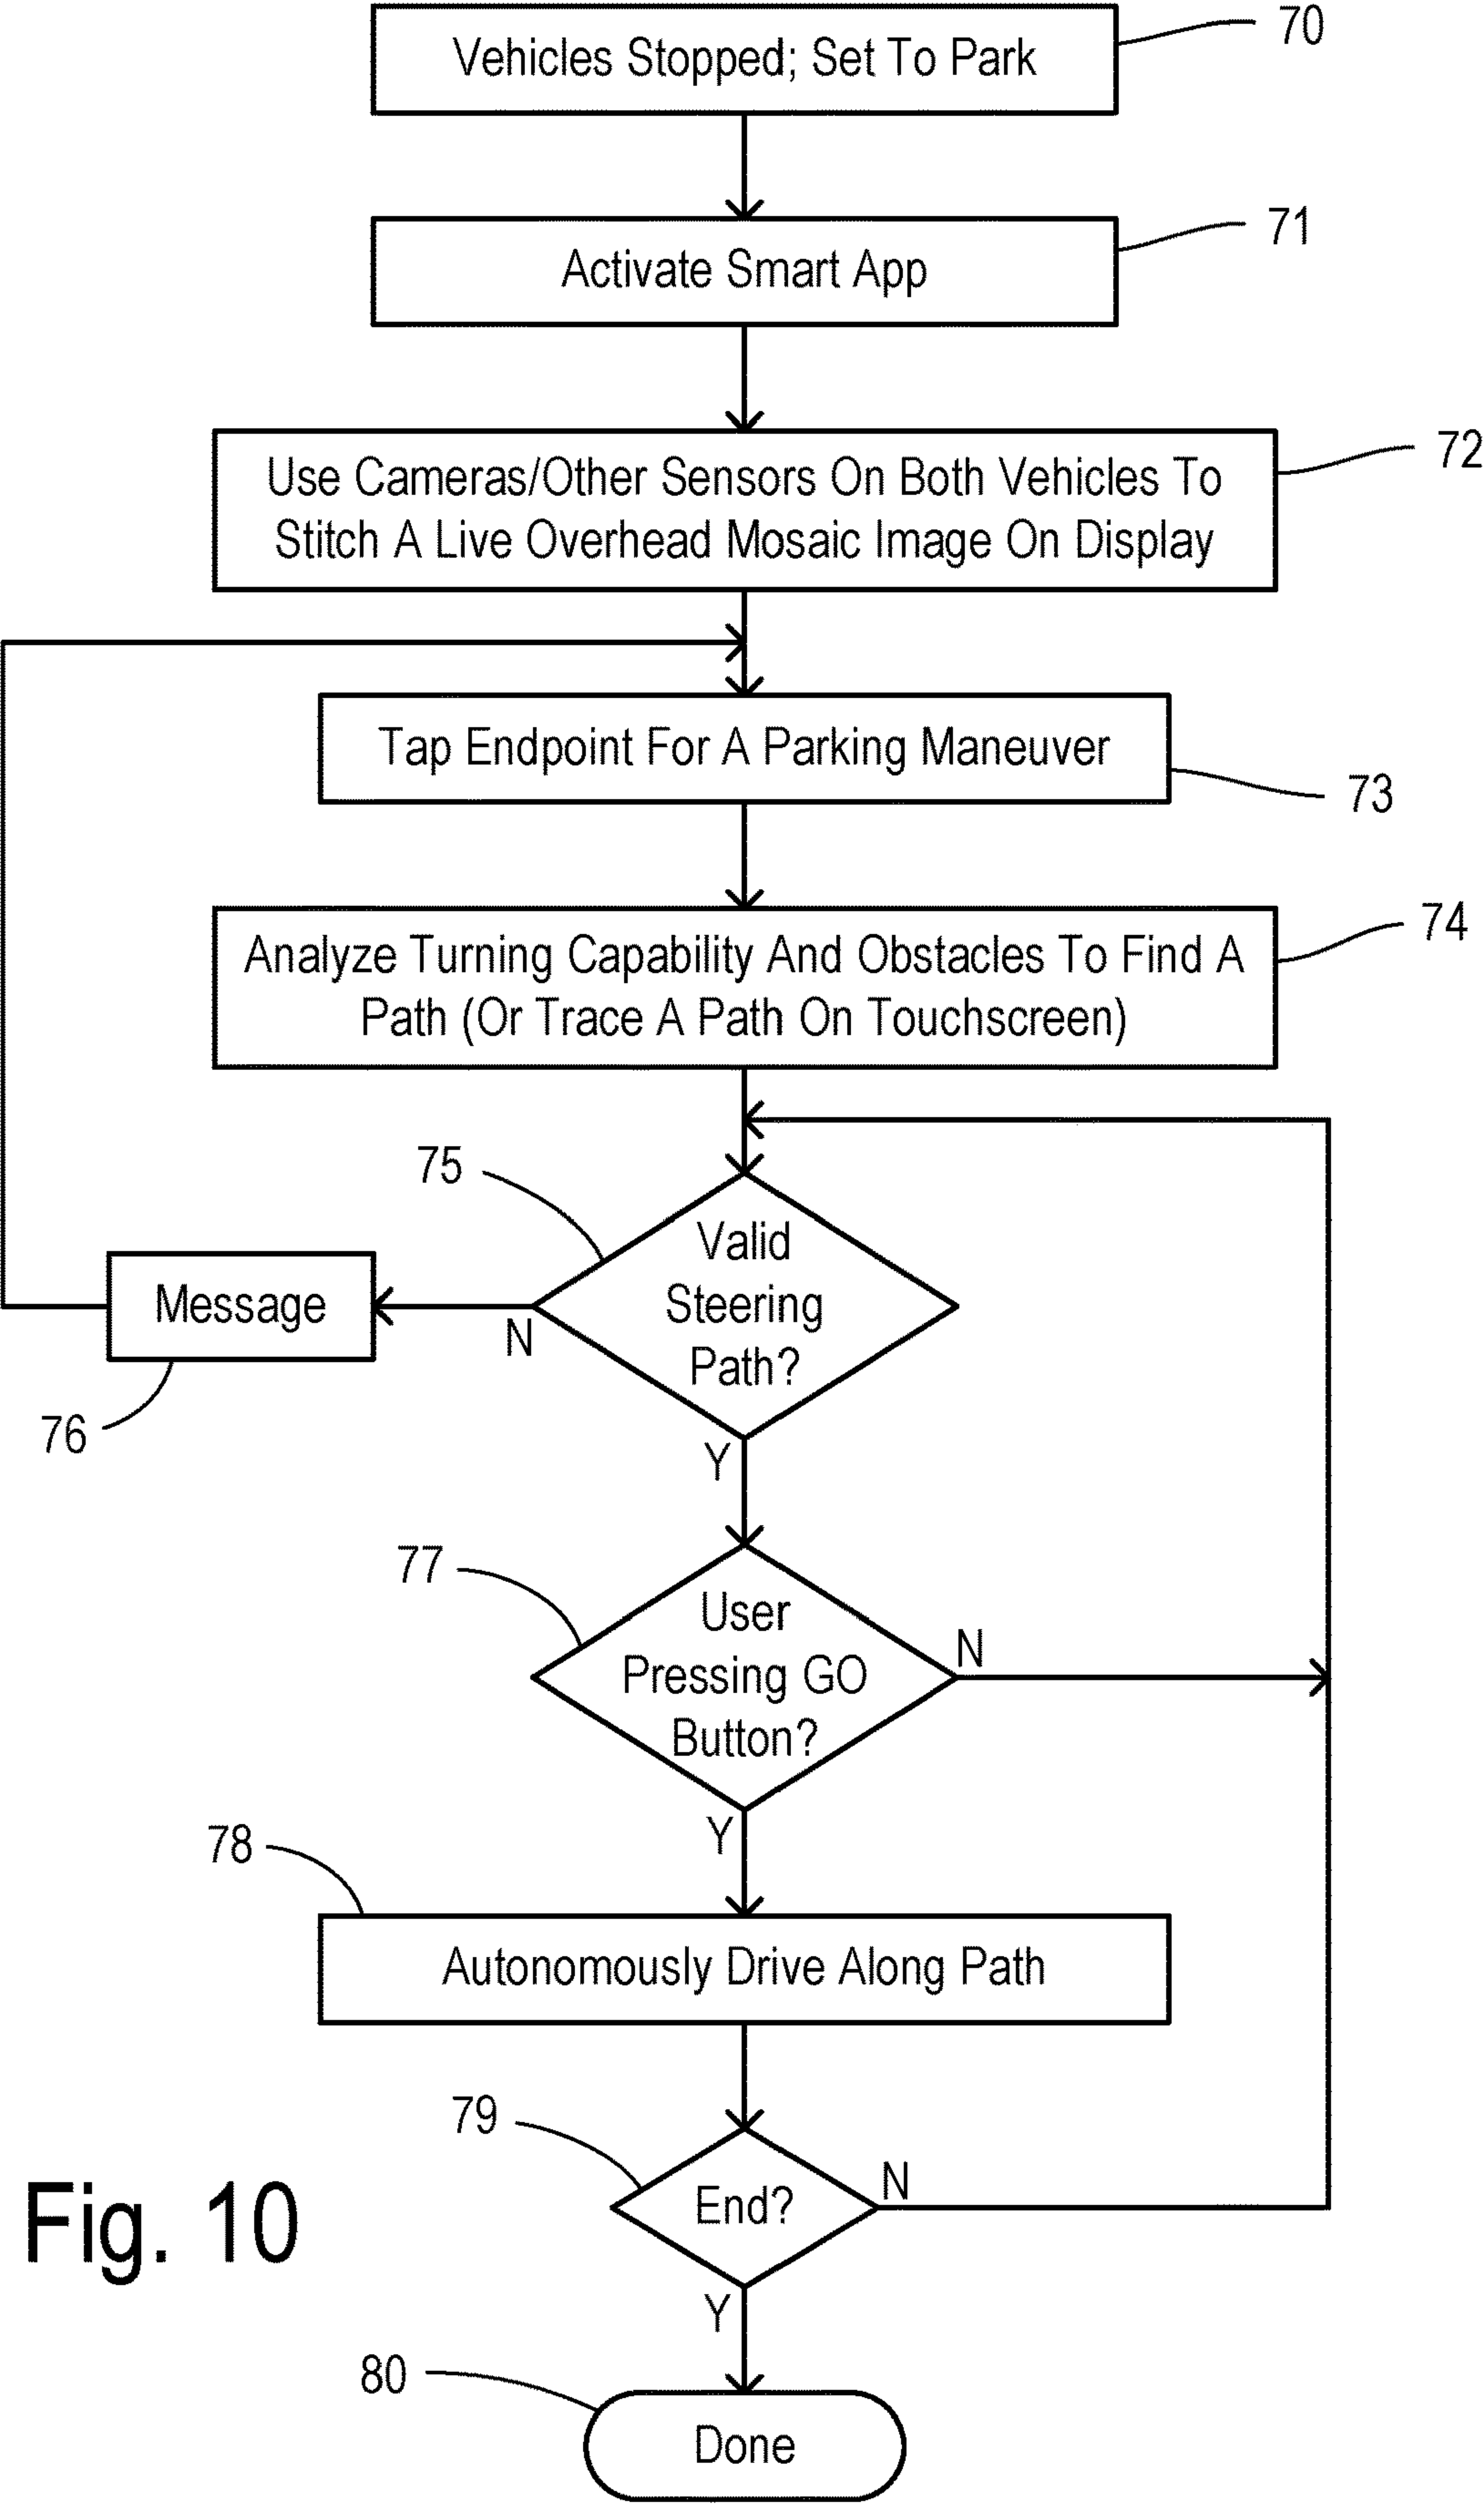 Vehicles Stopped; Set To Park
70
Activate Smart App
71
Use Cameras/Other Sensors On Both Vehicles To
Stitch A Live Overhead Mosaic Image On Display
72
Tap Endpoint For A Parking Maneuver
73
Analyze Turning Capability And Obstacles To Find A
Path (Or Trace A Path On Touchscreen)
74
75
Valid
Steering
Path?
N
Message
76
Y
77
User
Pressing GO
Button?
N
Y
78
Autonomously Drive Along Path
79
End?
N
Y
80
Done
Fig. 10